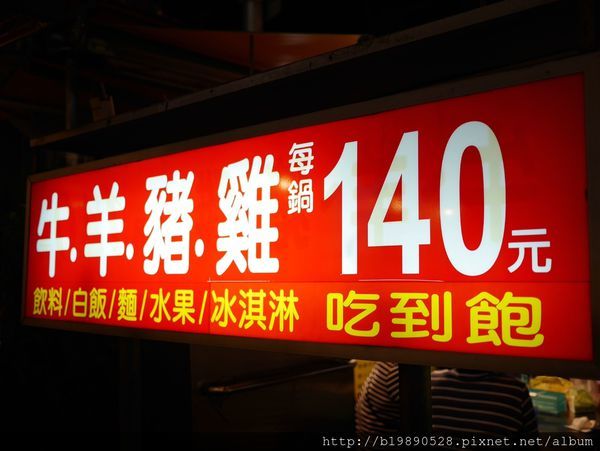 牛.羊.豬.雞 每鍋 140元
飲料/白飯/麵/水果/冰淇淋 吃到飽
http://b19890528.pixnet.net/album